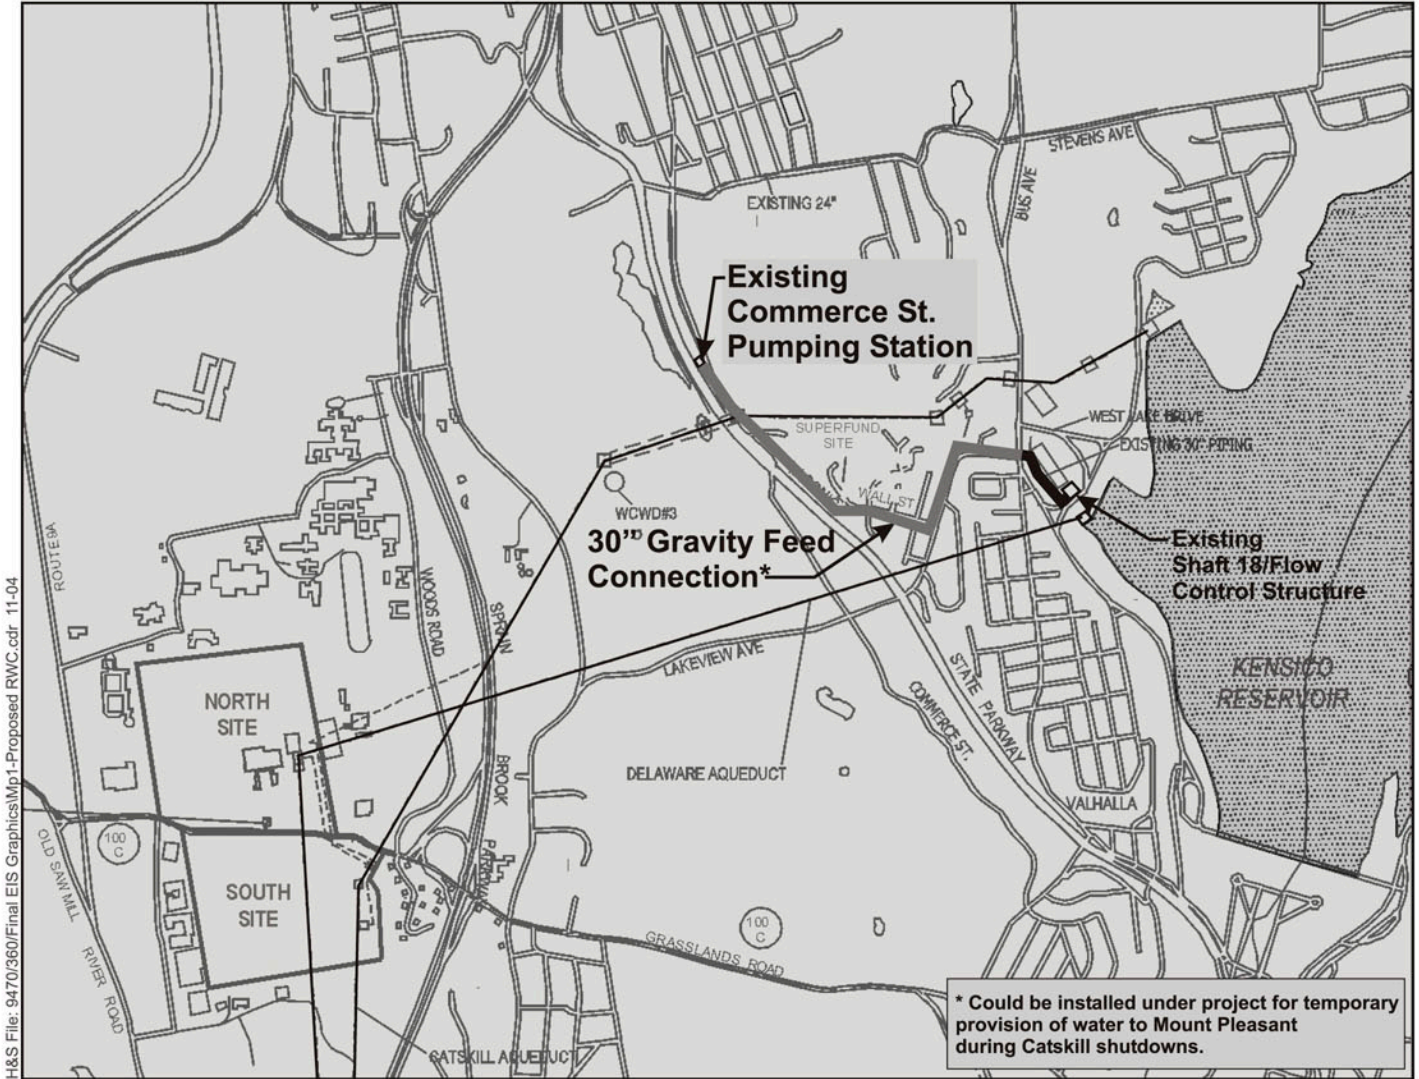 STEVENS AVE
BUS AVE
EXISTING 24"
Existing
Commerce St.
Pumping Station
WEST LAKE DRIVE
SUPERFUND
SITE
EXISTING 30" PIPING
WALL ST
WCWD#3
30" Gravity Feed
Connection*
Existing
Shaft 18/Flow
Control Structure
ROUTE 9A
WOODS ROAD
SPRAIN
BROOK
PARKWAY
LAKEVIEW AVE
STATE PARKWAY
COMMERCE ST.
KENSICO
RESERVOIR
NORTH
SITE
DELAWARE AQUEDUCT
VALHALLA
100
C
OLD SAW MILL
RIVER ROAD
SOUTH
SITE
100
C
GRASSLANDS ROAD
CATSKILL AQUEDUCT
* Could be installed under project for temporary
provision of water to Mount Pleasant
during Catskill shutdowns.
H&S File: 9470/360/Final EIS Graphics\Mp1-Proposed RWC.cdr 11-04